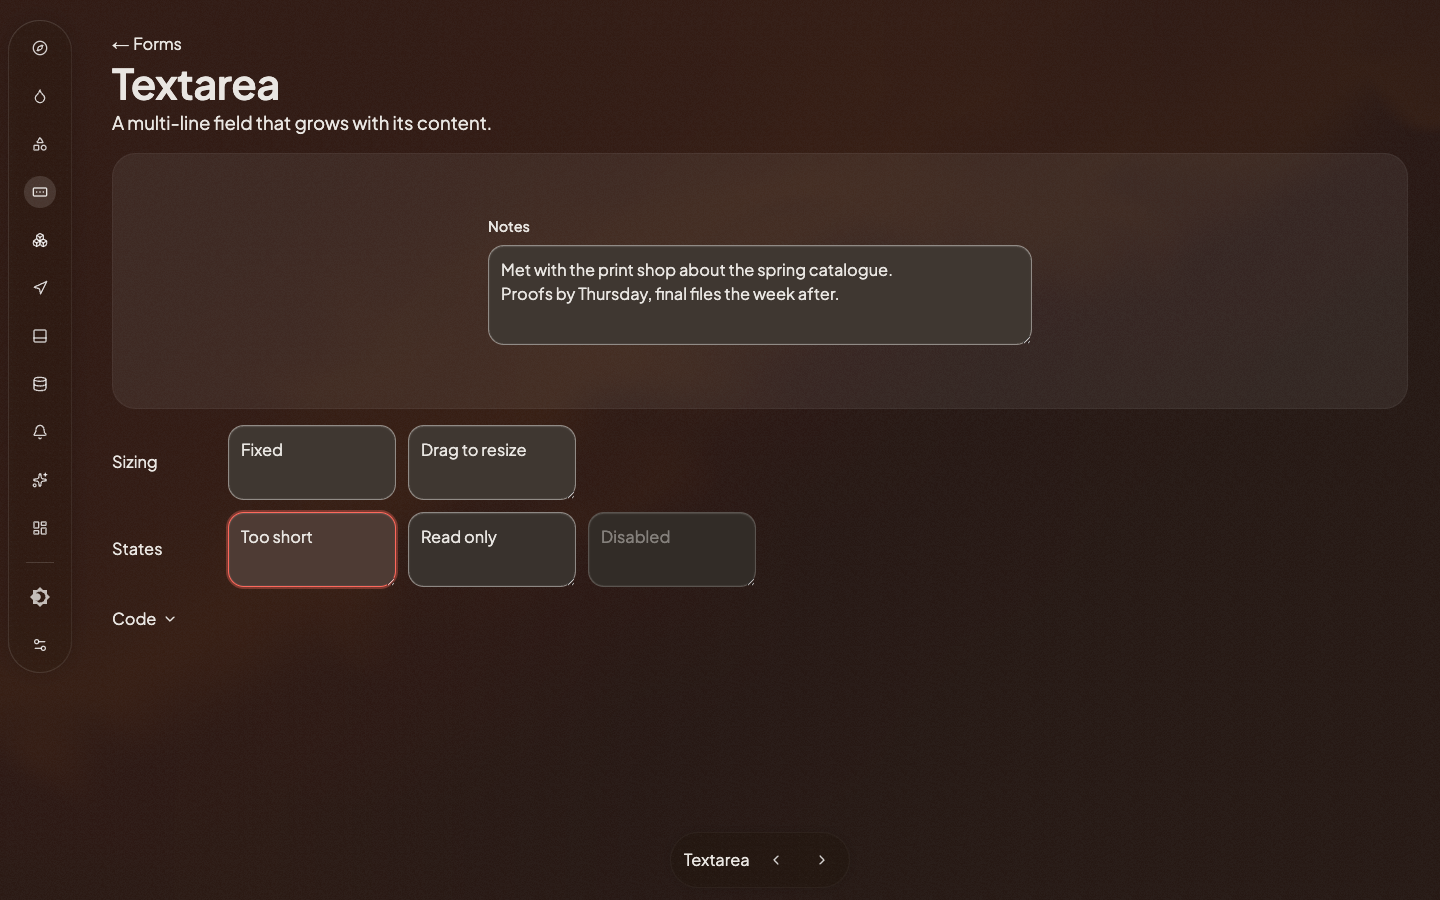 ← Forms
Textarea
A multi-line field that grows with its content.
Notes
Met with the print shop about the spring catalogue.
Proofs by Thursday, final files the week after.
Sizing
Fixed
Drag to resize
States
Too short
Read only
Disabled
Code
Textarea